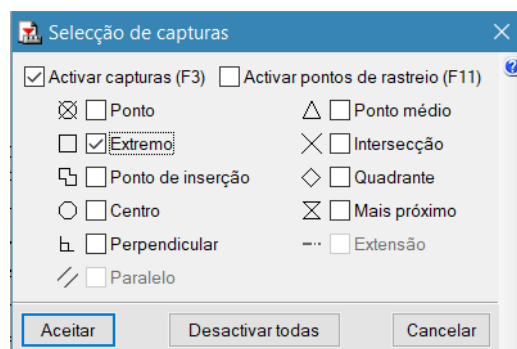 Selecção de capturas
Activar capturas (F3) Activar pontos de rastreio (F11)
Ponto Ponto médio
Extremo Intersecção
Ponto de inserção Quadrante
Centro Mais próximo
Perpendicular Extensão
Paralelo
Aceitar Desactivar todas Cancelar